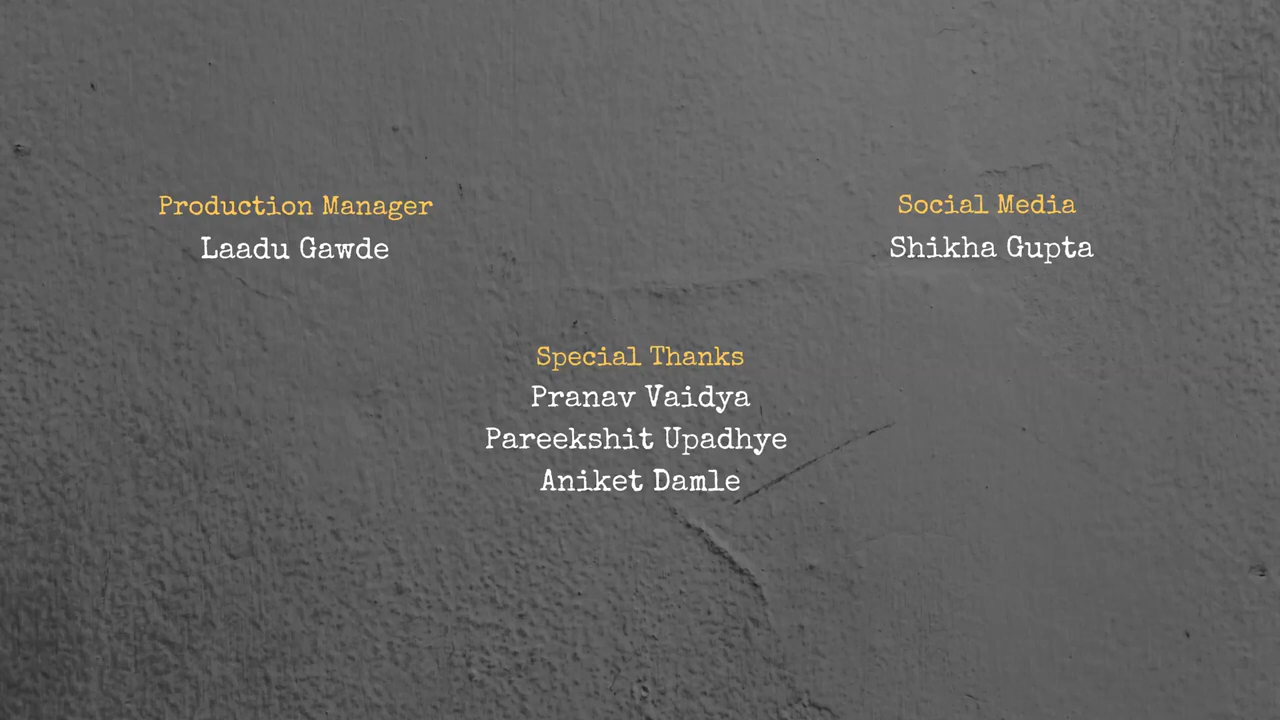 Production Manager
Laadu Gawde
Social Media
Shikha Gupta
Special Thanks
Pranav Vaidya
Pareekshit Upadhye
Aniket Damle